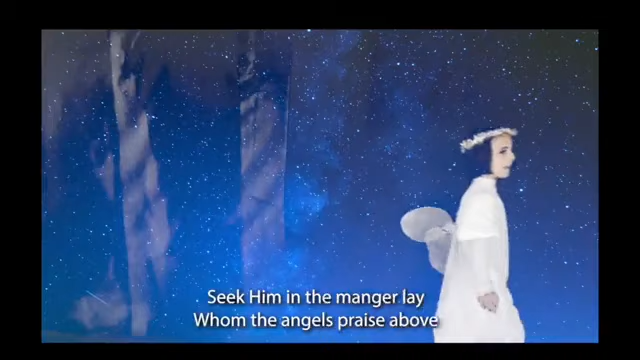 Seek Him in the manger lay
Whom the angels praise above